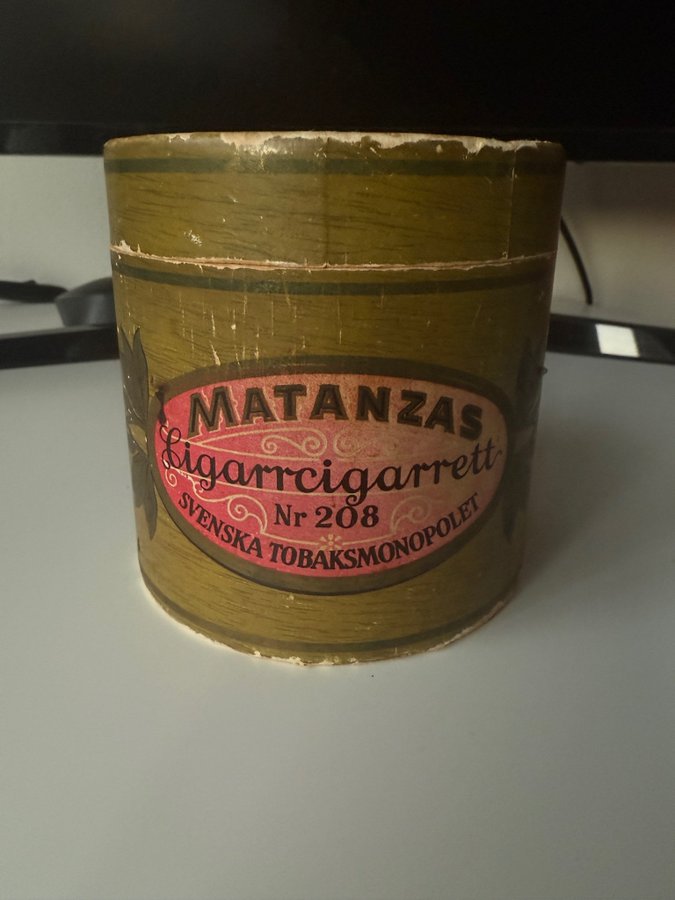 MATANZAS
Cigarrcigarrett
Nr 208
SVENSKA TOBAKSMONOPOLET